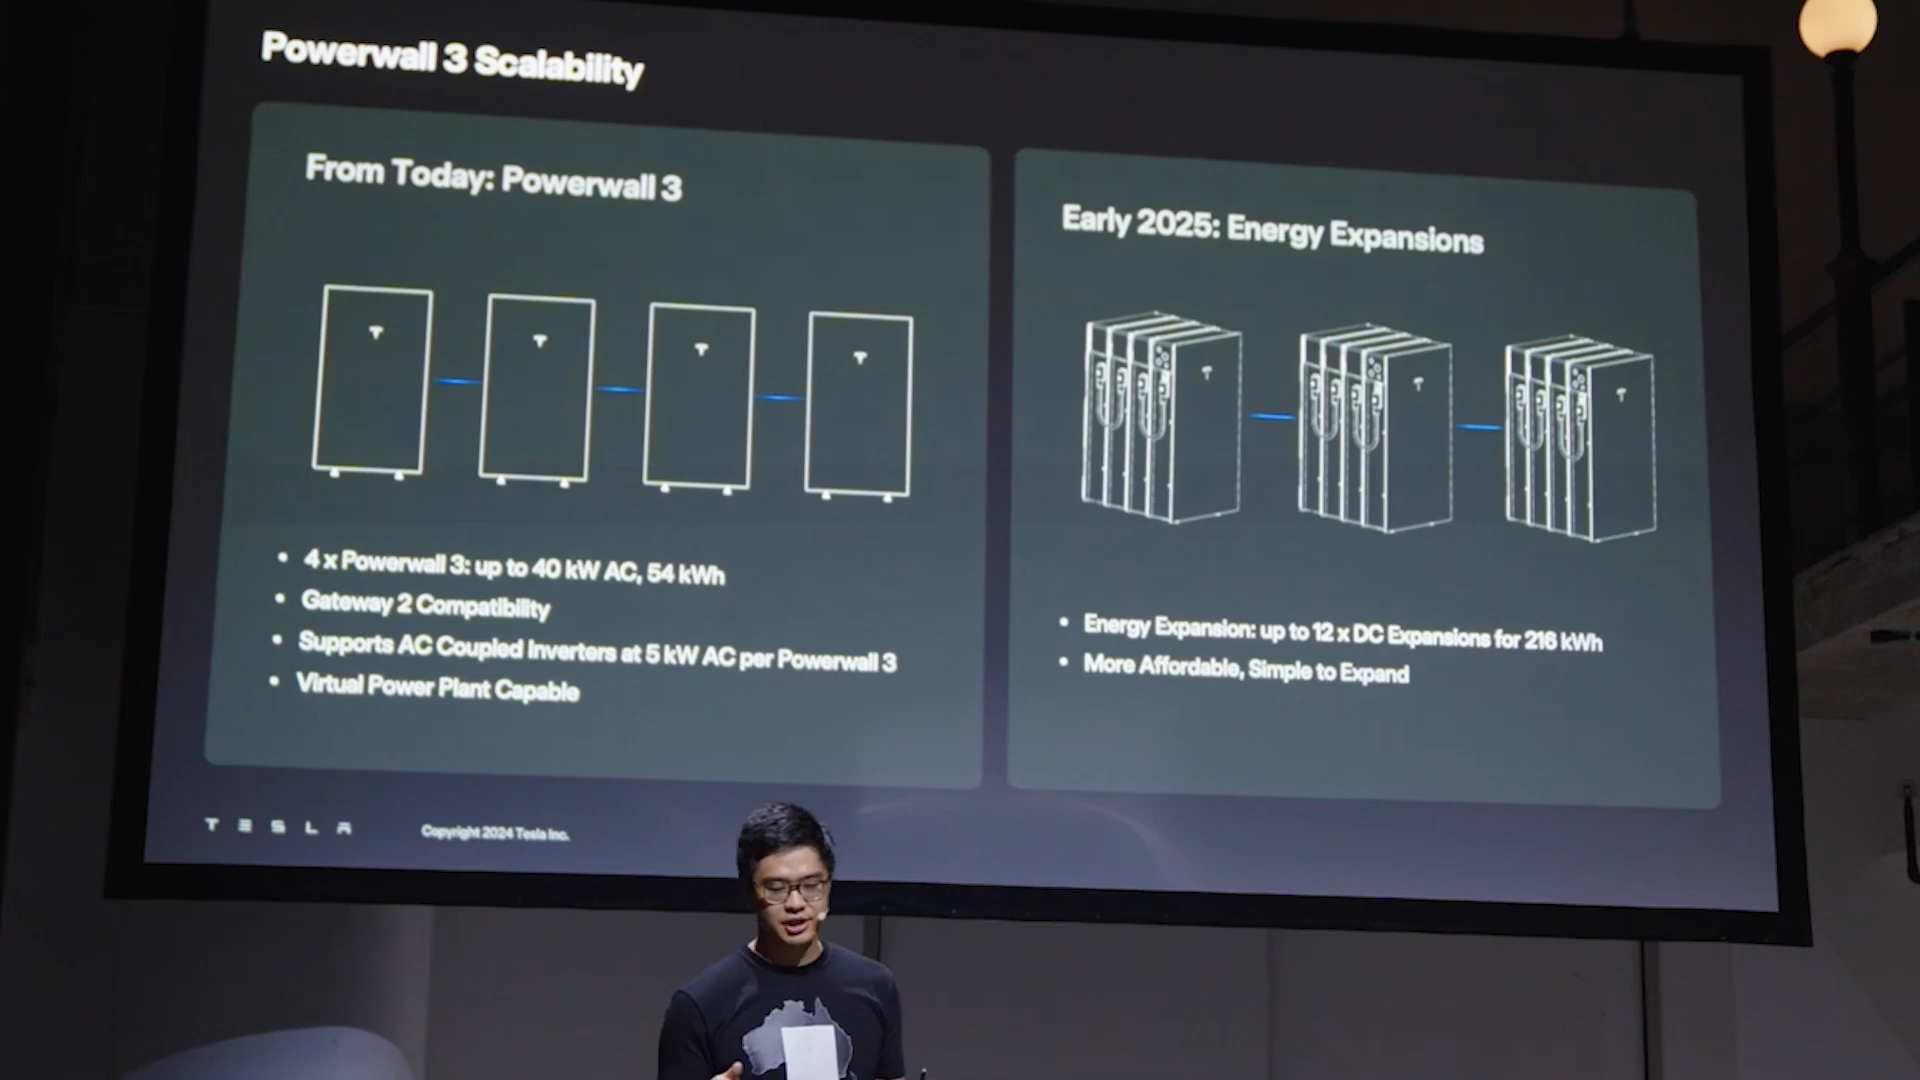 Powerwall 3 Scalability
From Today: Powerwall 3
• 4 x Powerwall 3: up to 40 kW AC, 54 kWh
• Gateway 2 Compatibility
• Supports AC Coupled Inverters at 5 kW AC per Powerwall 3
• Virtual Power Plant Capable
Early 2025: Energy Expansions
• Energy Expansion: up to 12 x DC Expansions for 216 kWh
• More Affordable, Simple to Expand
TESLA
Copyright 2024 Tesla Inc.